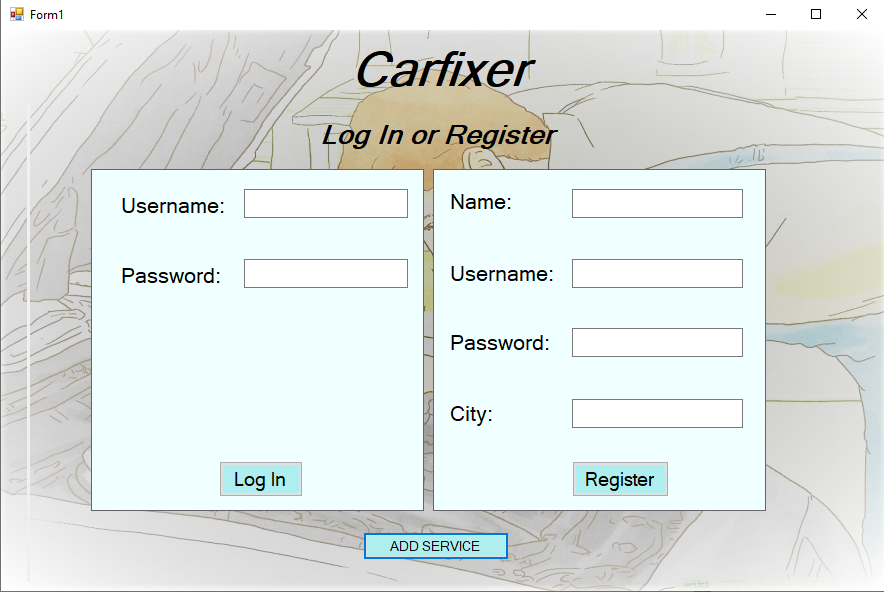 Form1
Carfixer
Log In or Register
Username:
Password:
Log In
Name:
Username:
Password:
City:
Register
ADD SERVICE